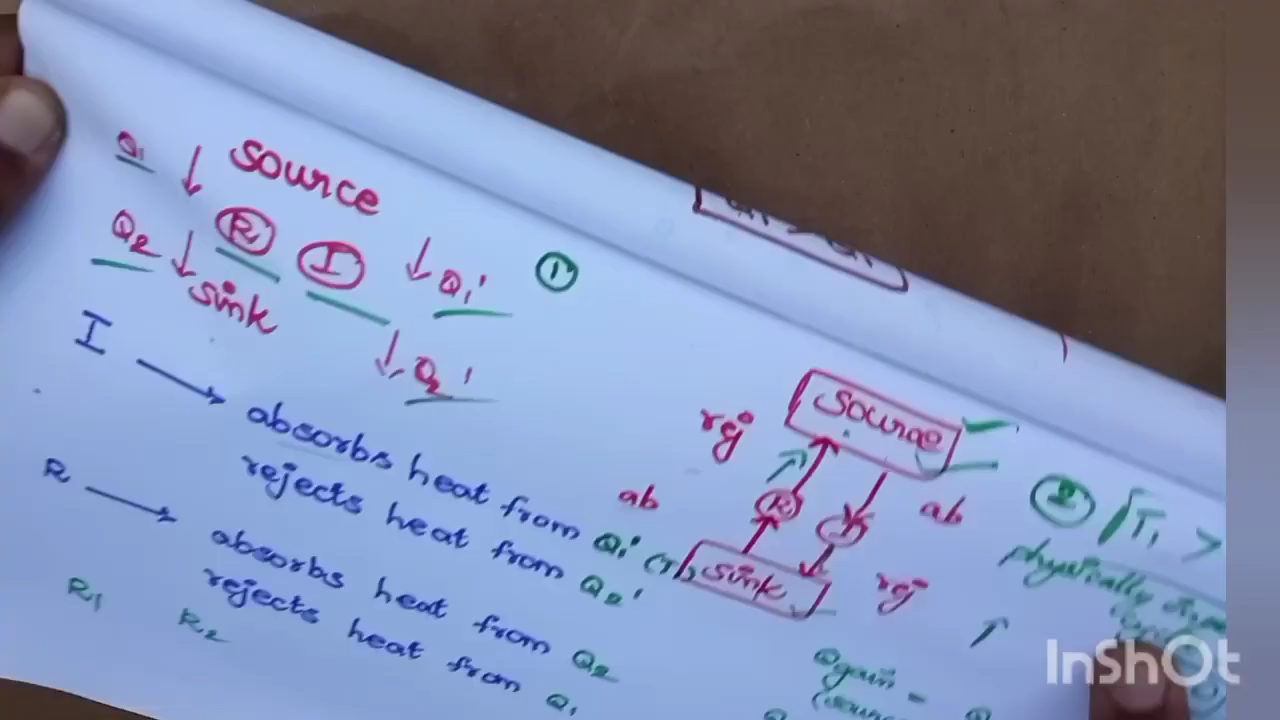 Q₁ ↓ Source
Q₂ ↓ R I ↓ Q₁' ①
sink ↓ Q₂'
I → absorbs heat from Q₁'
rejects heat from Q₂'
R → absorbs heat from Q₂
rejects heat from Q₁
R₁ R₂
rej Source
ab R I ab
sink rej
② T₁ >
physically
Qgain =
InShOt